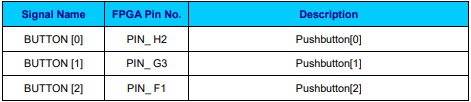 Signal Name FPGA Pin No. Description
BUTTON [0] PIN_ H2 Pushbutton[0]
BUTTON [1] PIN_ G3 Pushbutton[1]
BUTTON [2] PIN_ F1 Pushbutton[2]